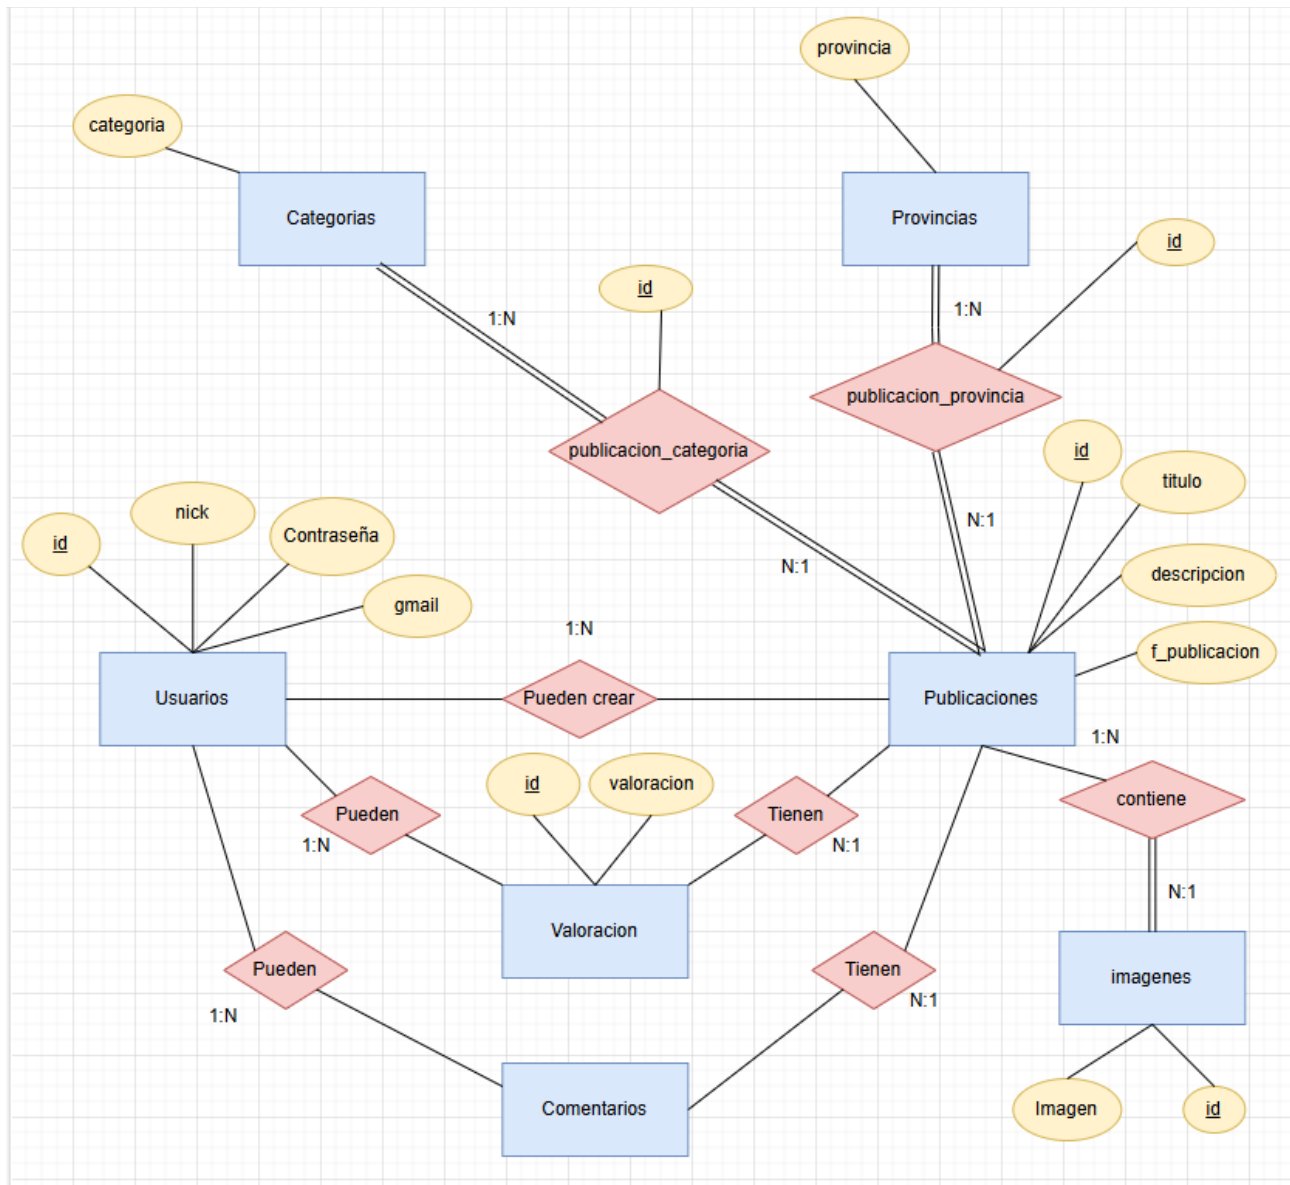 provincia
categoria
Categorias
Provincias
id
id
1:N
1:N
publicacion_provincia
publicacion_categoria
id
titulo
nick
Contraseña
id
N:1
N:1
descripcion
gmail
1:N
f_publicacion
Usuarios
Pueden crear
Publicaciones
1:N
id
valoracion
contiene
Pueden
Tienen
1:N
N:1
N:1
Valoracion
Pueden
Tienen
imagenes
N:1
1:N
Comentarios
Imagen
id